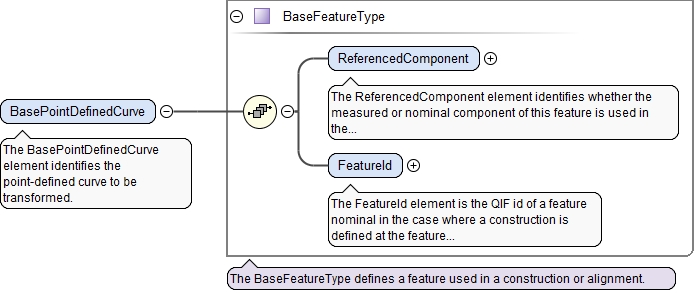 BaseFeatureType
ReferencedComponent
The ReferencedComponent element identifies whether the
measured or nominal component of this feature is used in
the...
BasePointDefinedCurve
The BasePointDefinedCurve
element identifies the
point-defined curve to be
transformed.
FeatureId
The FeatureId element is the QIF id of a feature
nominal in the case where a construction is
defined at the feature...
The BaseFeatureType defines a feature used in a construction or alignment.